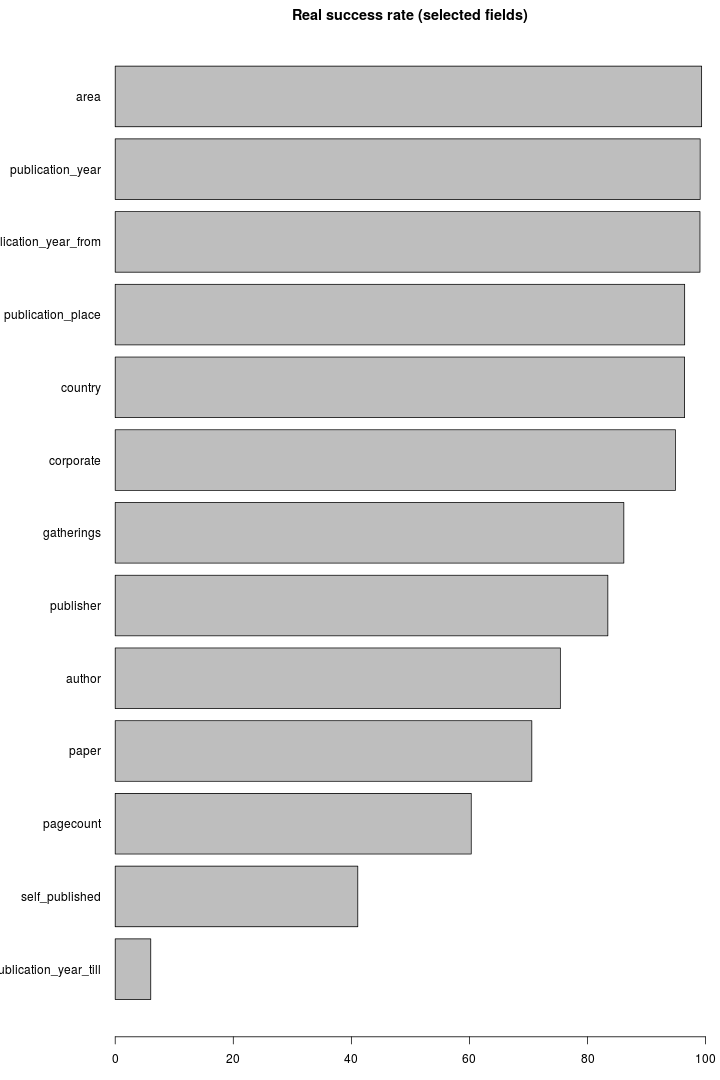 Real success rate (selected fields)
area
publication_year
lication_year_from
publication_place
country
corporate
gatherings
publisher
author
paper
pagecount
self_published
ublication_year_till
0 20 40 60 80 100